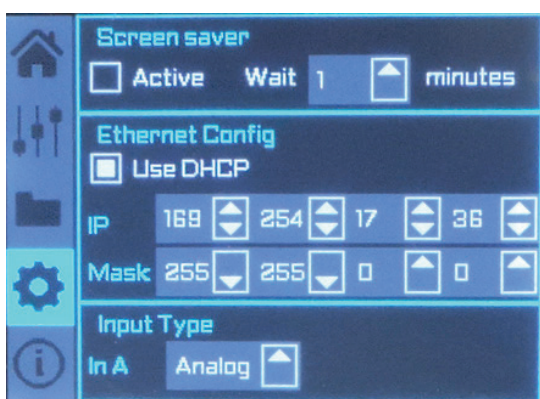 Screen saver
Active Wait 1 minutes
Ethernet Config
Use DHCP
IP 169 254 17 36
Mask 255 255 0 0
Input Type
In A Analog